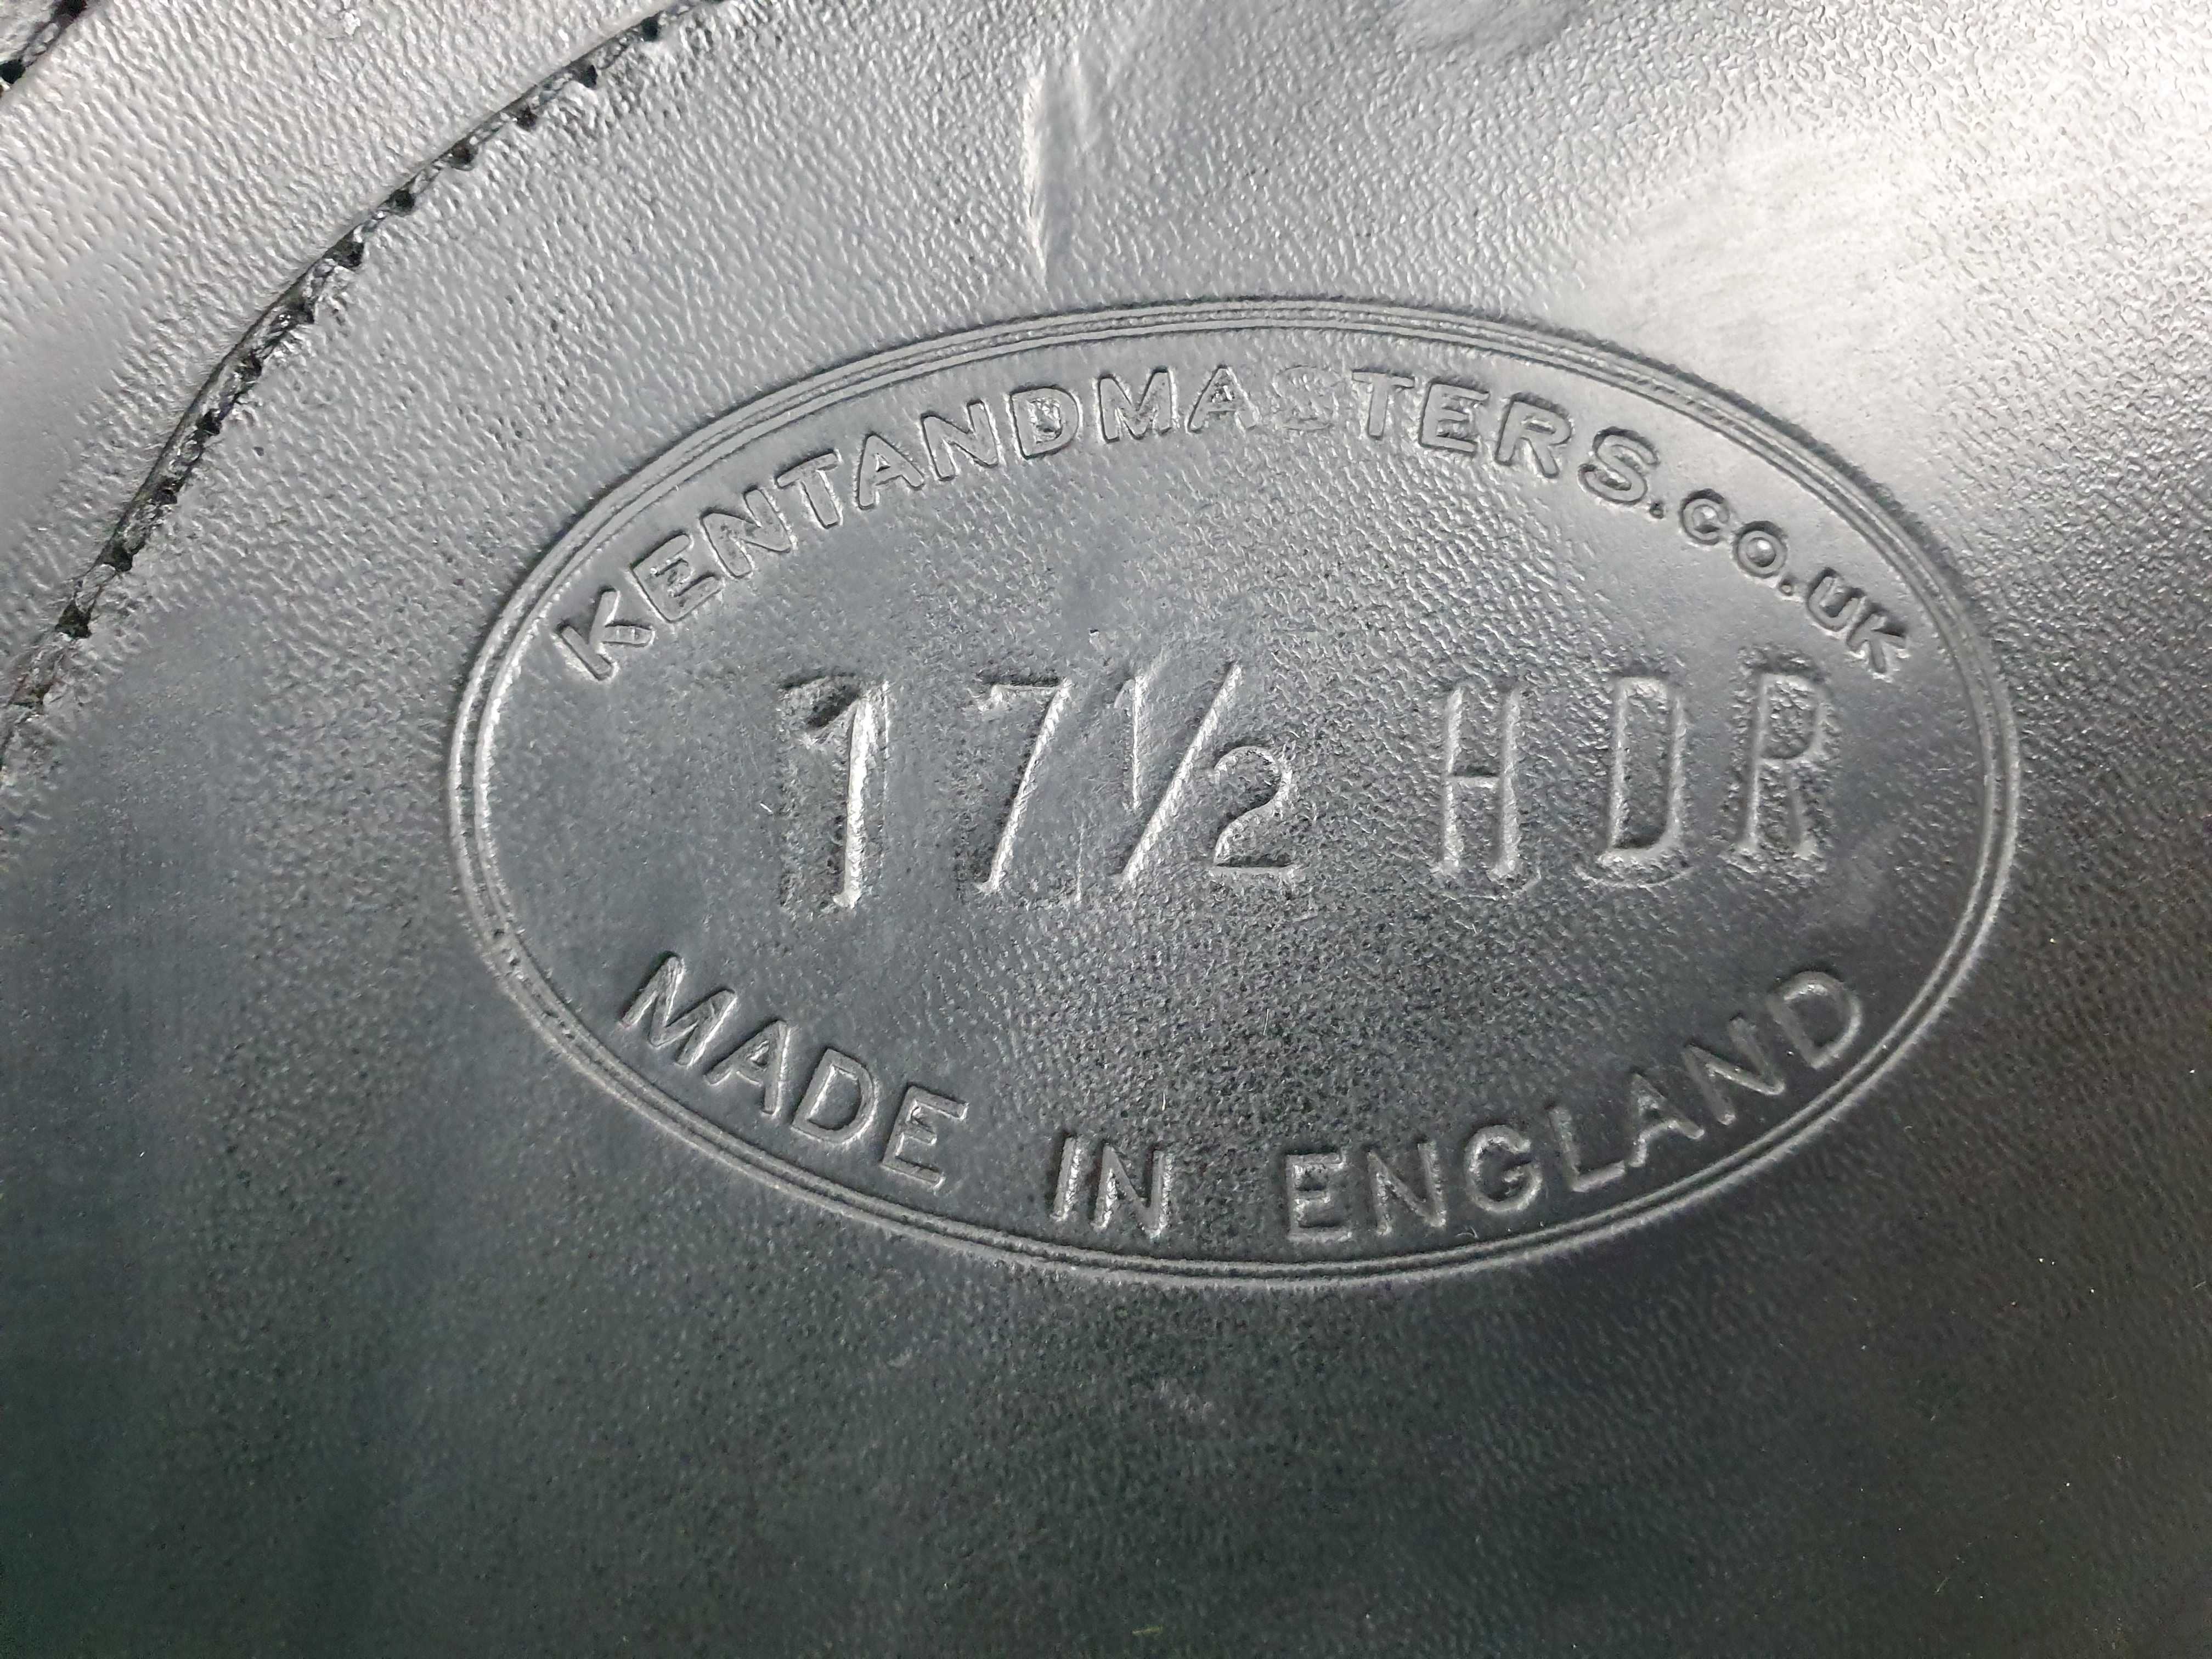 KENTANDMASTERS.CO.UK
17½ HDR
MADE IN ENGLAND